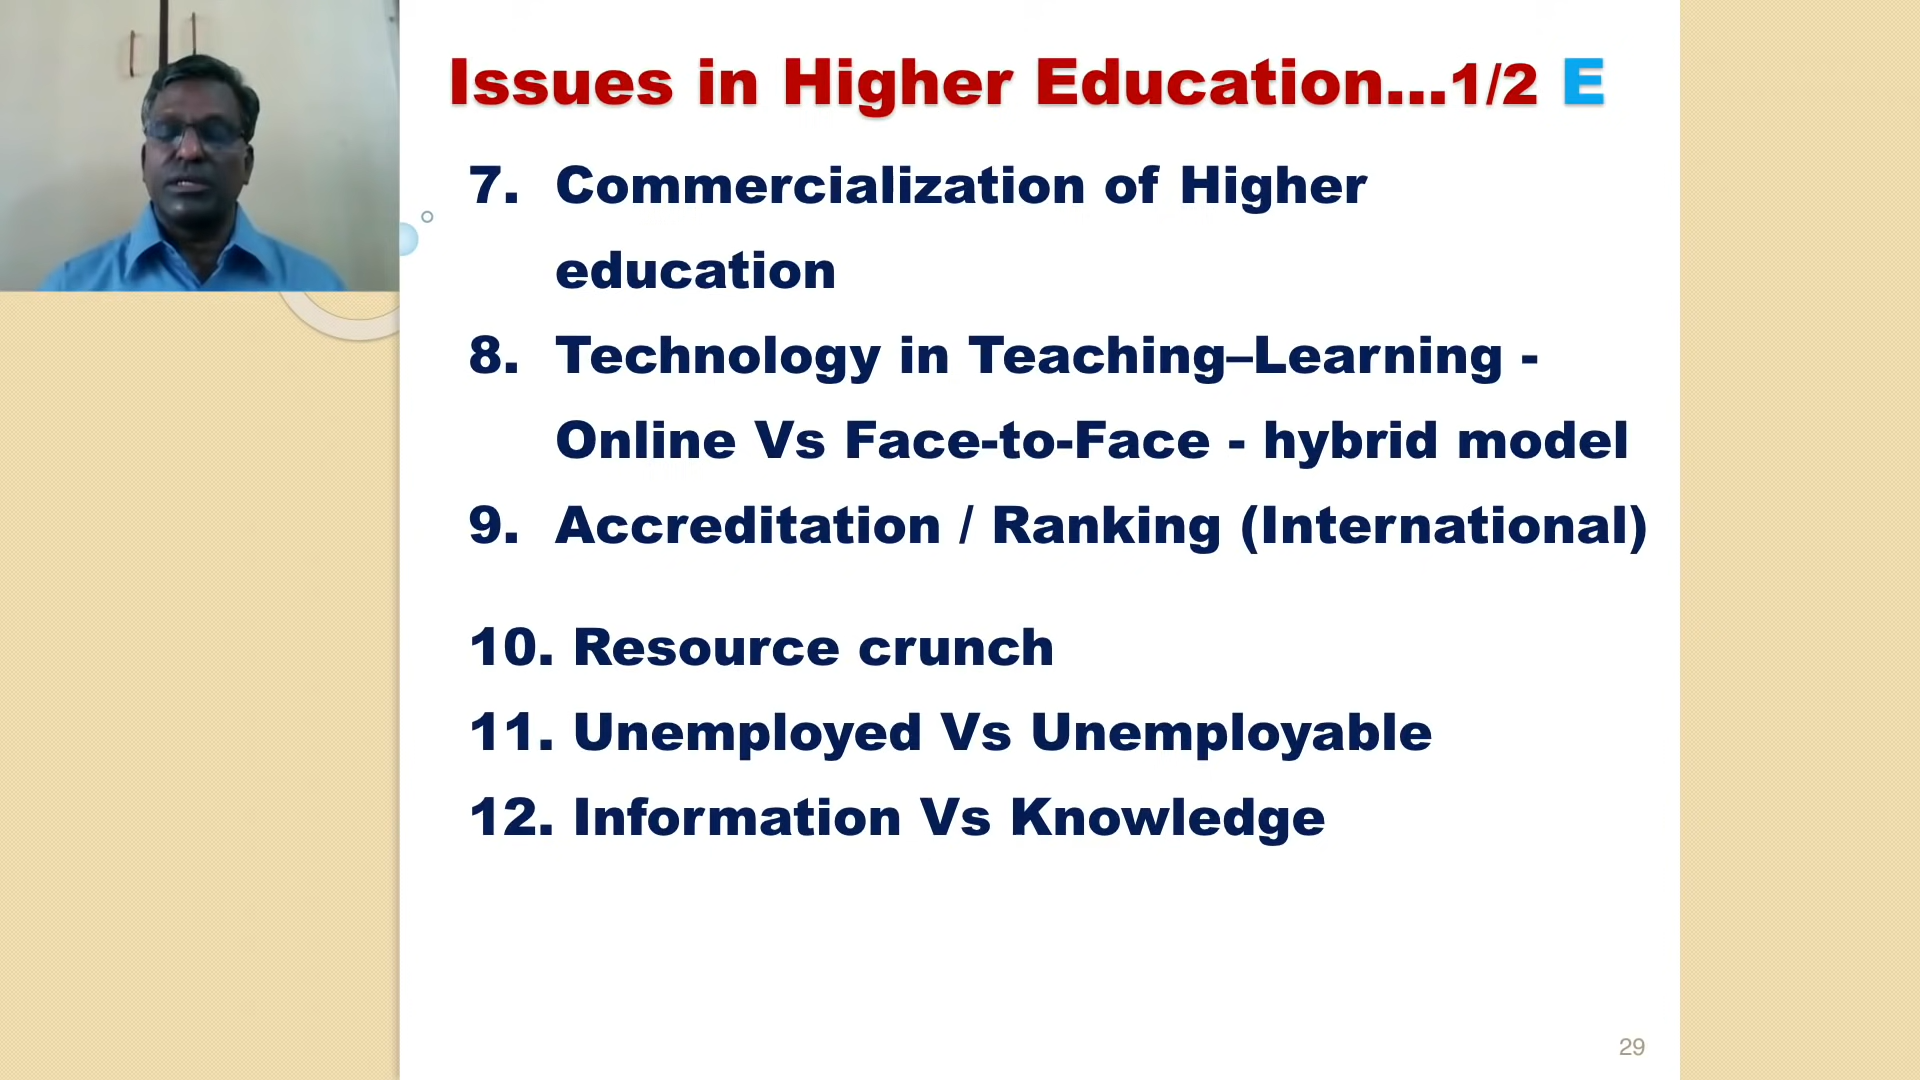 Issues in Higher Education...1/2 E
7. Commercialization of Higher
education
8. Technology in Teaching–Learning -
Online Vs Face-to-Face - hybrid model
9. Accreditation / Ranking (International)
10. Resource crunch
11. Unemployed Vs Unemployable
12. Information Vs Knowledge
29